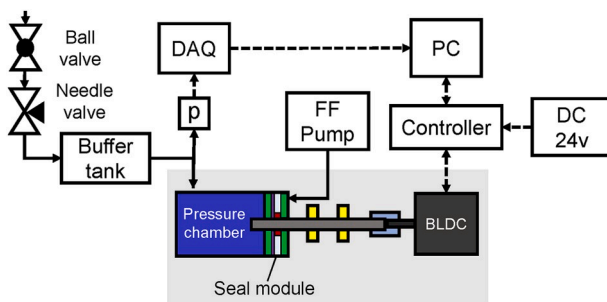 Ball
valve
DAQ
PC
Needle
valve
p
FF
Pump
Controller
DC
24v
Buffer
tank
Pressure
chamber
BLDC
Seal module